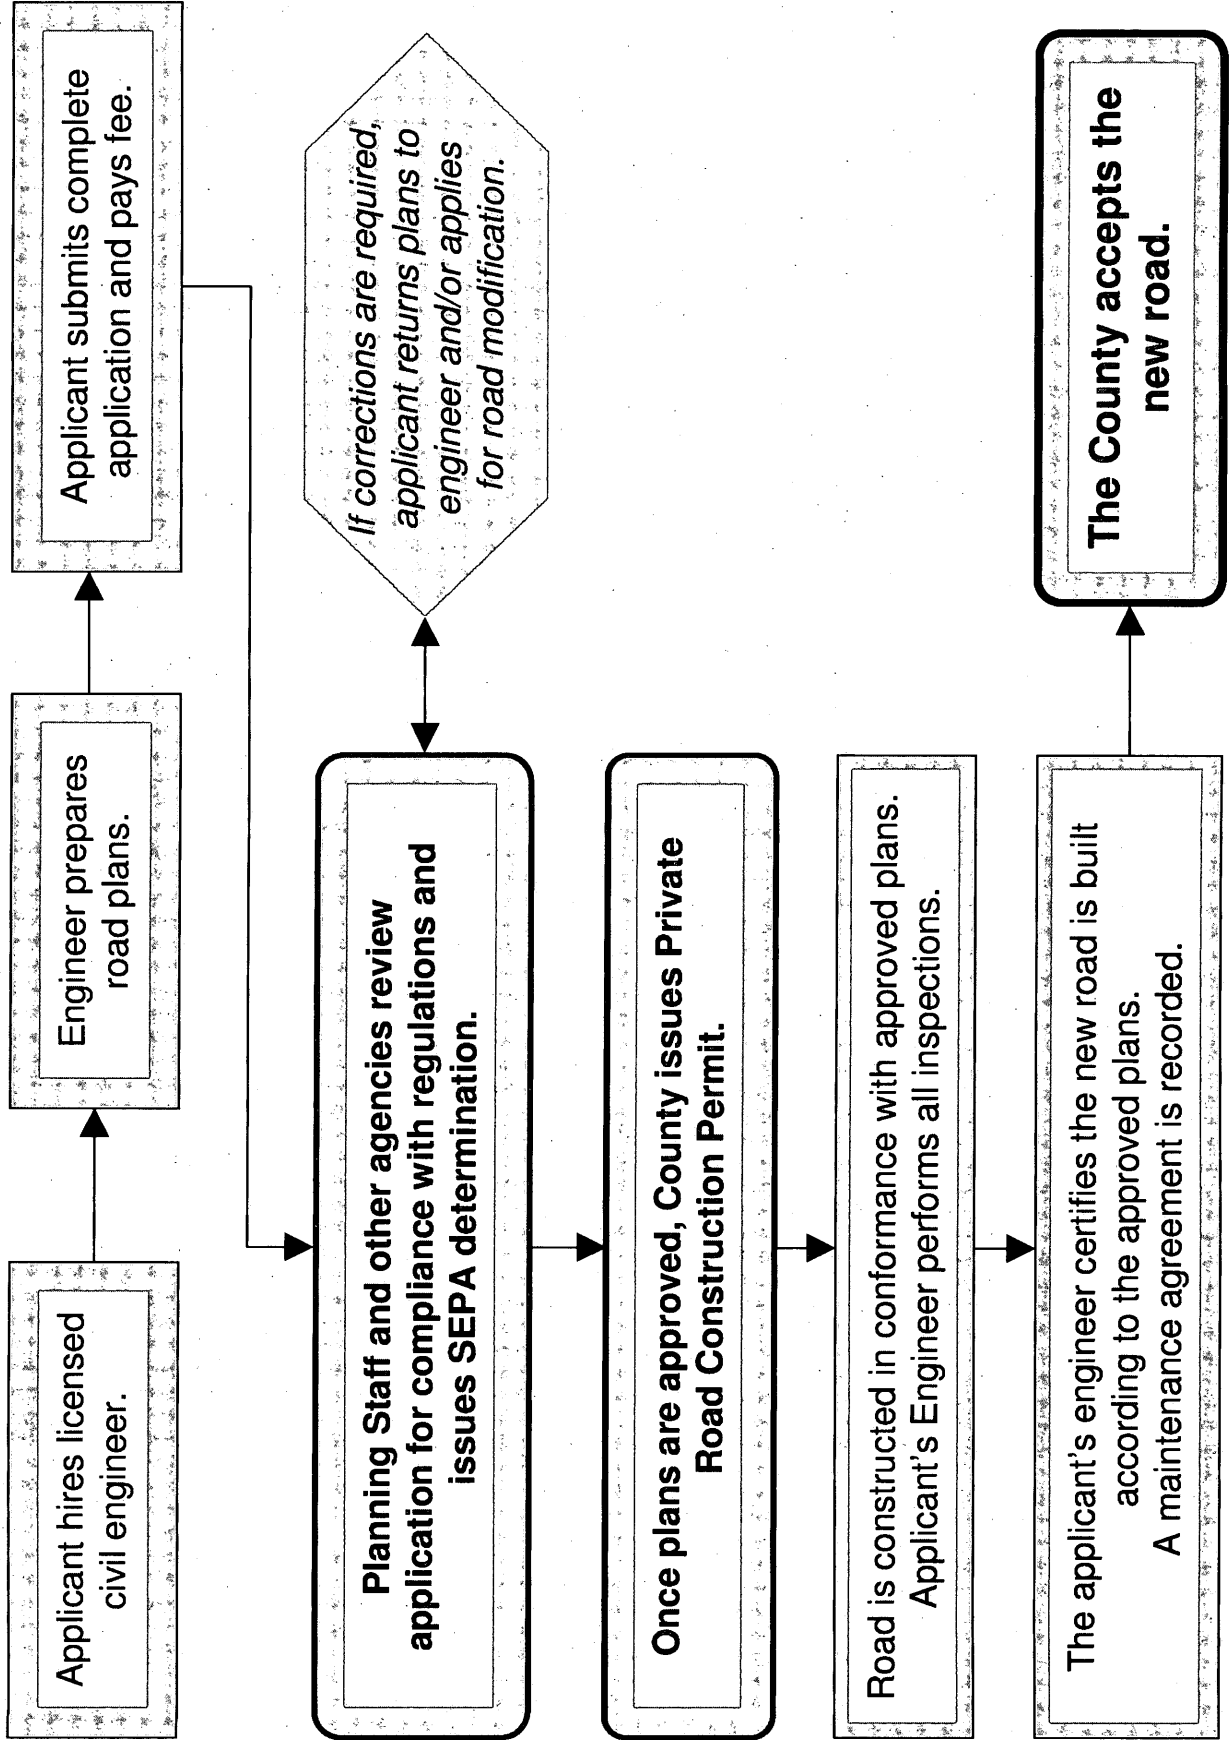 Applicant hires licensed
civil engineer.
Engineer prepares
road plans.
Applicant submits complete
application and pays fee.
Planning Staff and other agencies review
application for compliance with regulations and
issues SEPA determination.
If corrections are required,
applicant returns plans to
engineer and/or applies
for road modification.
Once plans are approved, County issues Private
Road Construction Permit.
Road is constructed in conformance with approved plans.
Applicant's Engineer performs all inspections.
The applicant's engineer certifies the new road is built
according to the approved plans.
A maintenance agreement is recorded.
The County accepts the
new road.